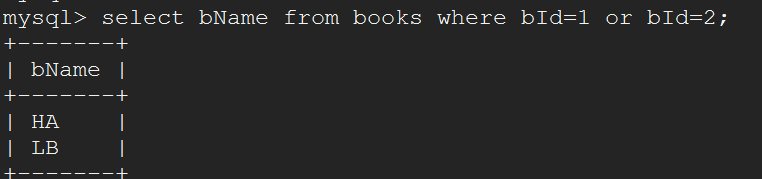 mysql> select bName from books where bId=1 or bId=2;
+-------+
| bName |
+-------+
| HA    |
| LB    |
+-------+